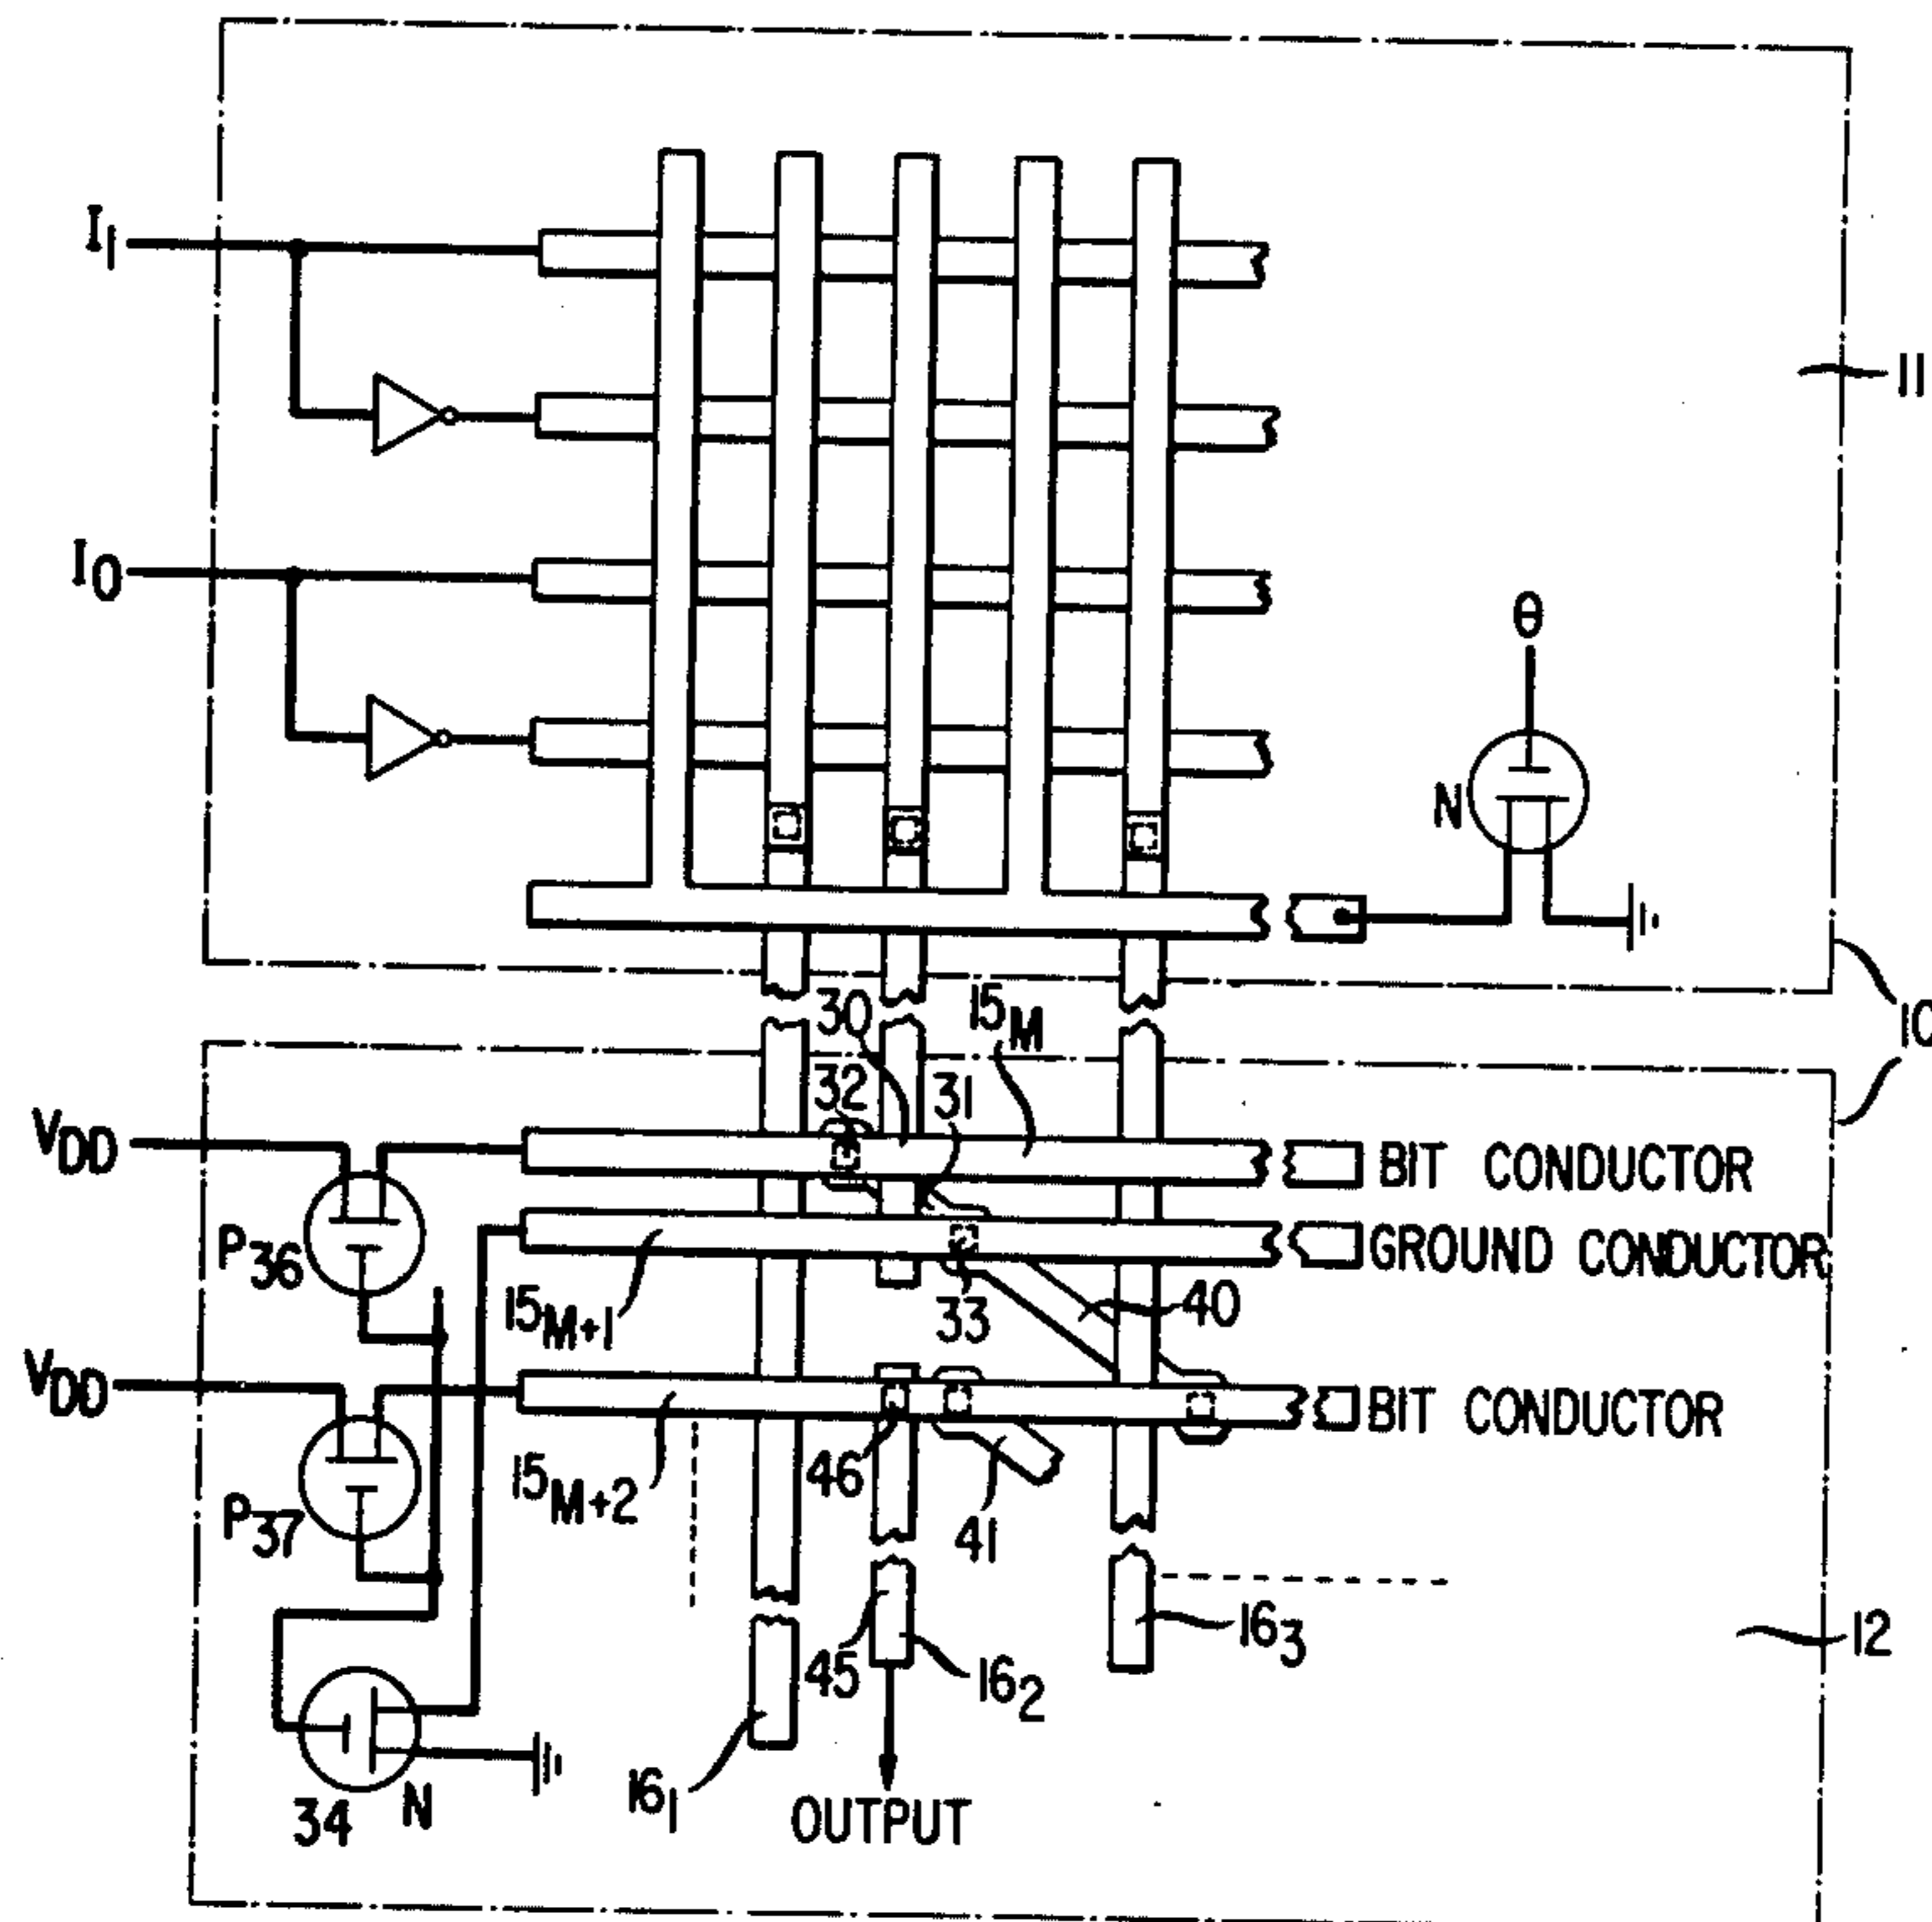 I1
11
I0
θ
N
10
30
15M
32
31
VDD
BIT CONDUCTOR
P36
GROUND CONDUCTOR
15M+1
33
40
VDD
BIT CONDUCTOR
15M+2
46
P37
41
45
162
163
12
161
34
N
OUTPUT